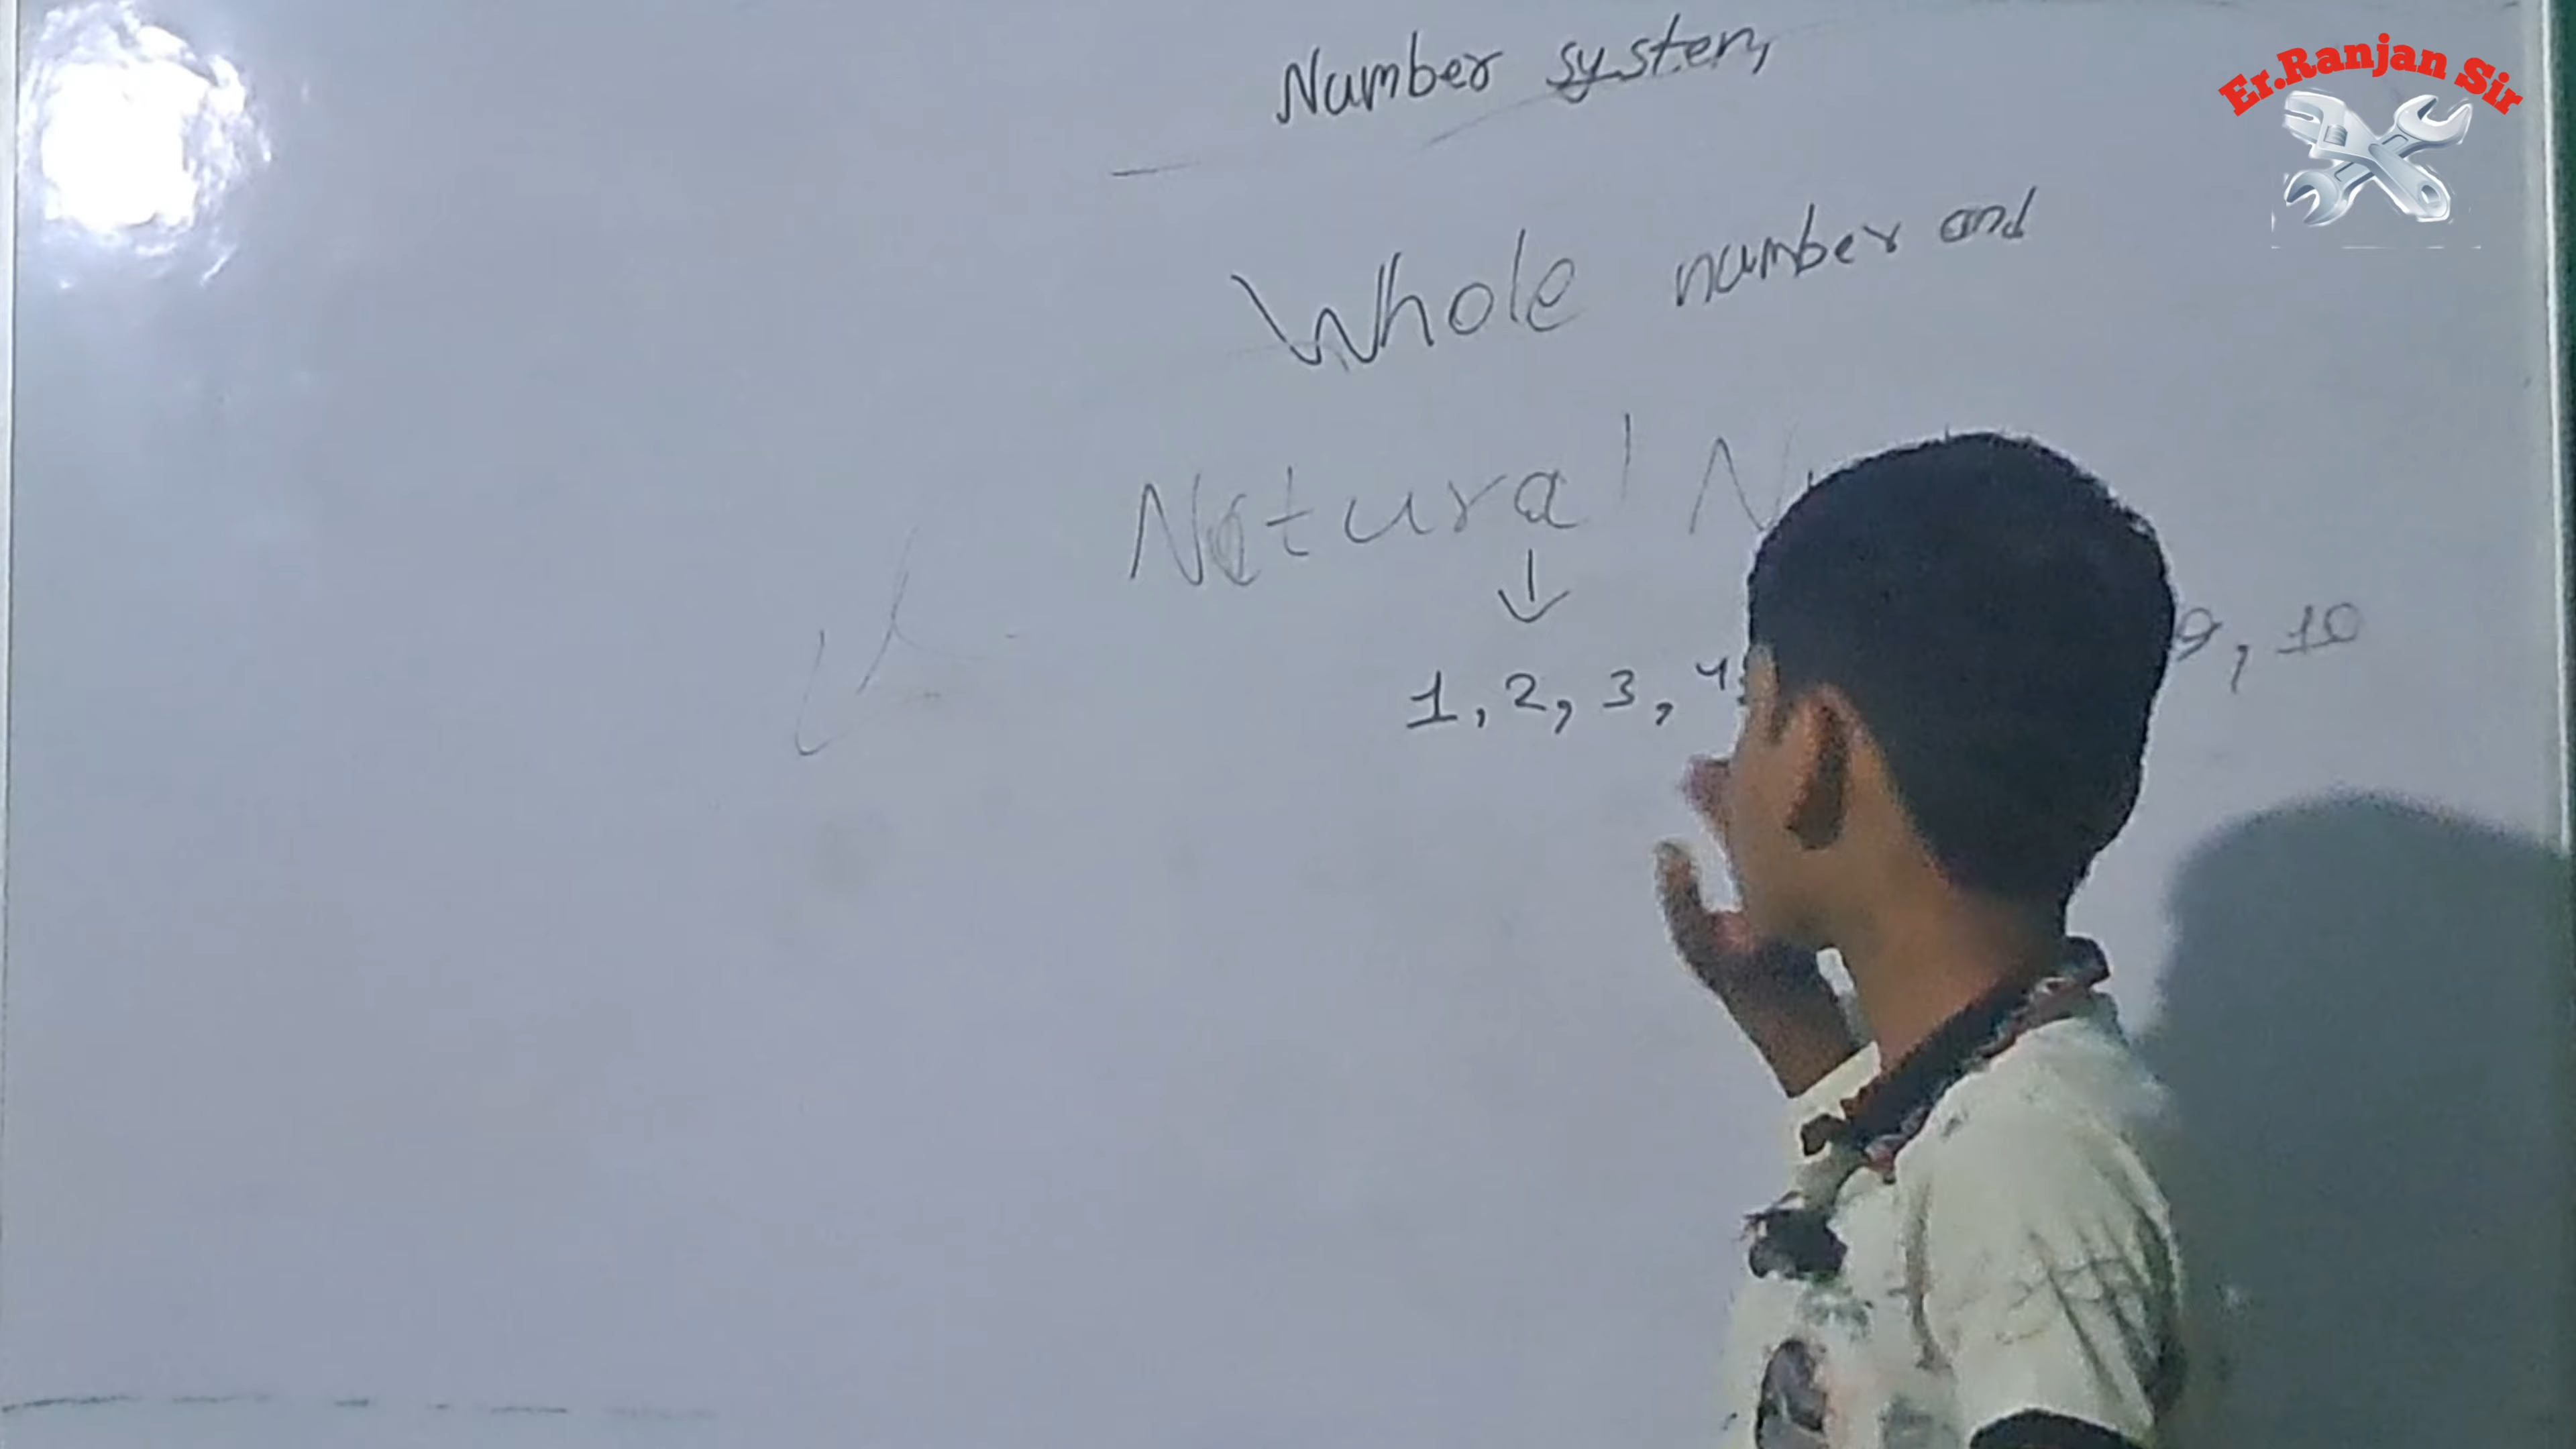 Number system
Er.Ranjan Sir
Whole number and
Natural
1, 2, 3, 4, 9, 10